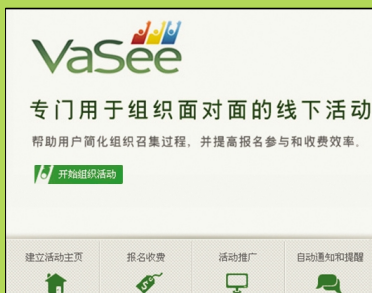 VaSee
专门用于组织面对面的线下活动
帮助用户简化组织召集过程，并提高报名参与和收费效率。
开始组织活动
建立活动主页 报名收费 活动推广 自动通知和提醒